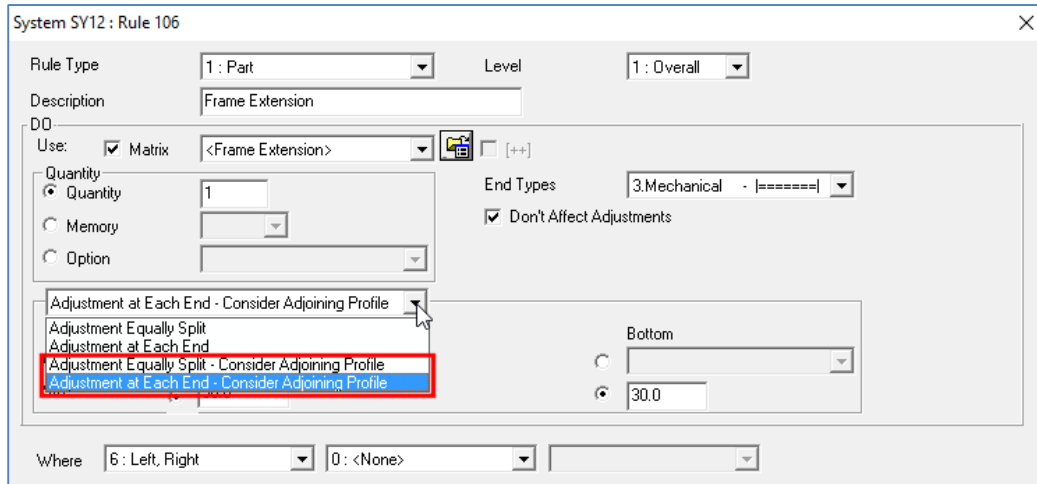 System SY12 : Rule 106
Rule Type 1 : Part Level 1 : Overall
Description Frame Extension
DO
Use: Matrix <Frame Extension> [++]
Quantity
Quantity 1 End Types 3.Mechanical - |=======|
Memory Don't Affect Adjustments
Option
Adjustment at Each End - Consider Adjoining Profile
Adjustment Equally Split
Adjustment at Each End
Bottom
Adjustment Equally Split - Consider Adjoining Profile
Adjustment at Each End - Consider Adjoining Profile
30.0
Where 6 : Left, Right 0 : <None>